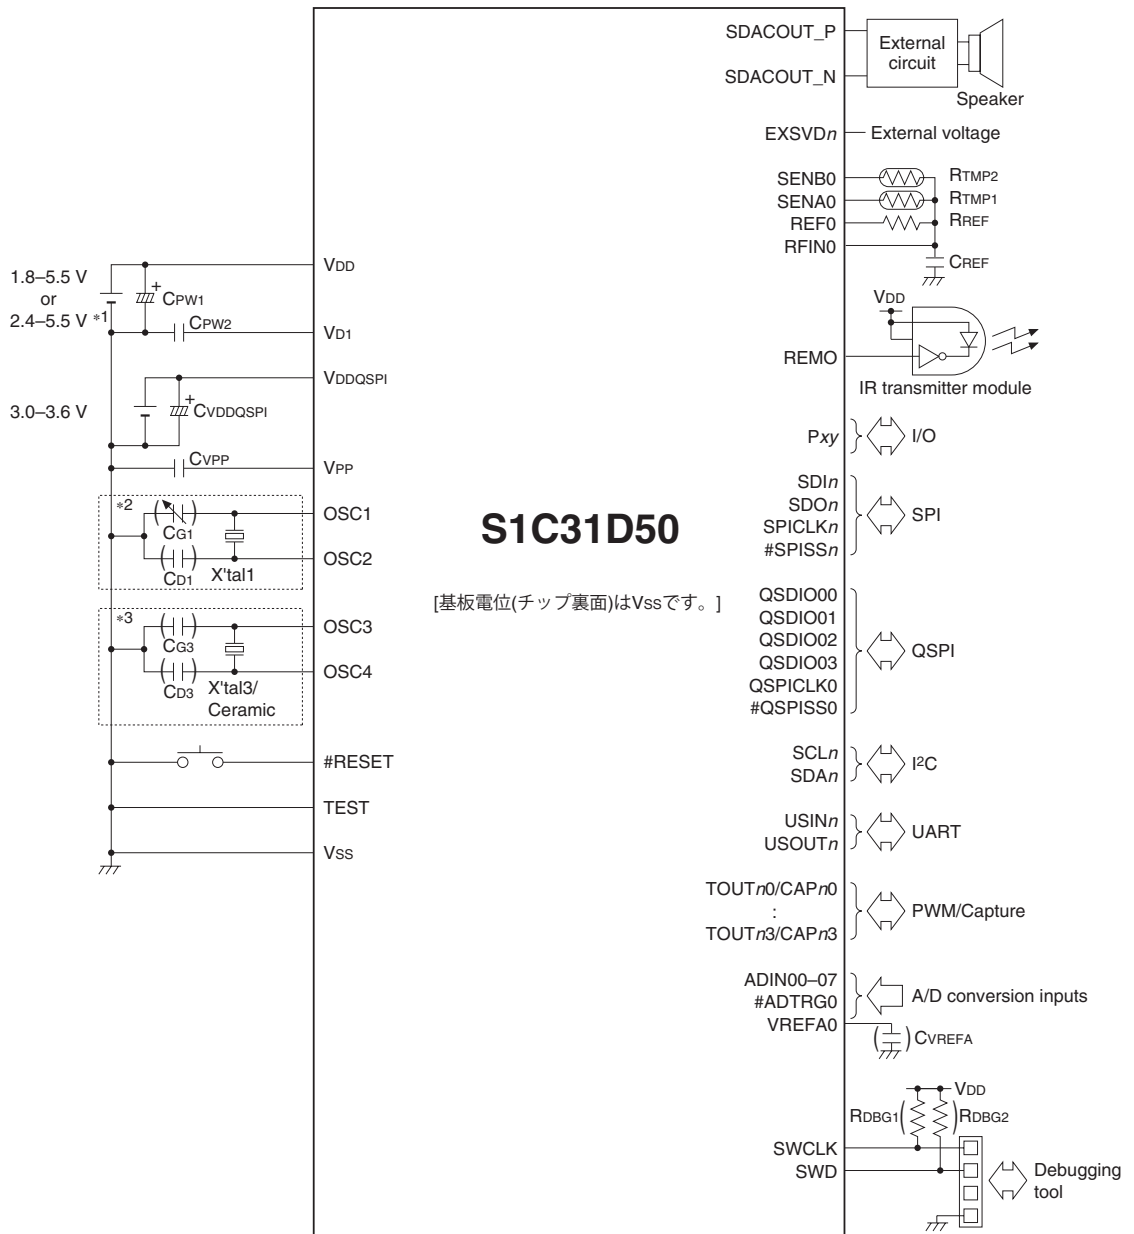 SDACOUT_P
SDACOUT_N
External
circuit
Speaker
EXSVDn
External voltage
SENB0
RTMP2
SENA0
RTMP1
REF0
RREF
RFIN0
CREF
1.8–5.5 V
or
2.4–5.5 V *1
+
CPW1
VDD
CPW2
VD1
VDD
REMO
IR transmitter module
3.0–3.6 V
+
CVDDQSPI
VDDQSPI
CVPP
VPP
Pxy
I/O
SDIn
SDOn
SPICLKn
#SPISSn
SPI
*2
CG1
CD1
X'tal1
OSC1
OSC2
S1C31D50
[基板電位(チップ裏面)はVssです。]
QSDIO00
QSDIO01
QSDIO02
QSDIO03
QSPICLK0
#QSPISS0
QSPI
*3
CG3
CD3
X'tal3/
Ceramic
OSC3
OSC4
#RESET
TEST
VSS
SCLn
SDAn
I2C
USINn
USOUTn
UART
TOUTn0/CAPn0
:
TOUTn3/CAPn3
PWM/Capture
ADIN00–07
#ADTRG0
A/D conversion inputs
VREFA0
CVREFA
VDD
RDBG1
RDBG2
SWCLK
SWD
Debugging
tool